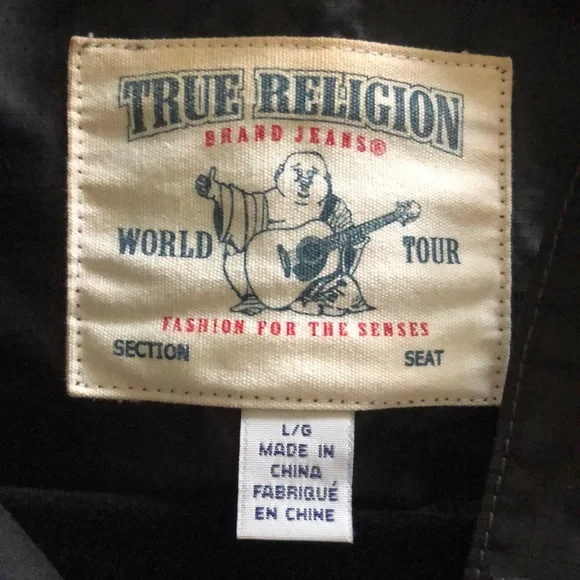 TRUE RELIGION
BRAND JEANS®
WORLD TOUR
FASHION FOR THE SENSES
SECTION SEAT
L/G
MADE IN
CHINA
FABRIQUÉ
EN CHINE